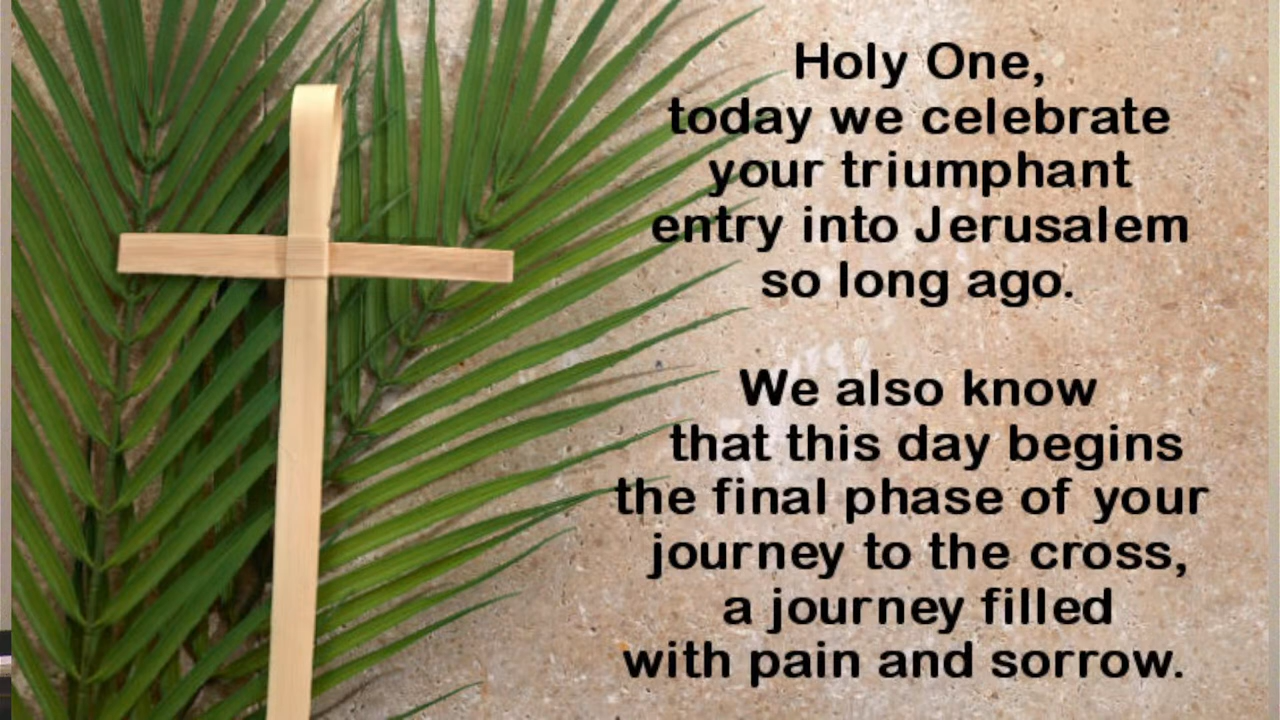 Holy One,
today we celebrate
your triumphant
entry into Jerusalem
so long ago.
We also know
that this day begins
the final phase of your
journey to the cross,
a journey filled
with pain and sorrow.